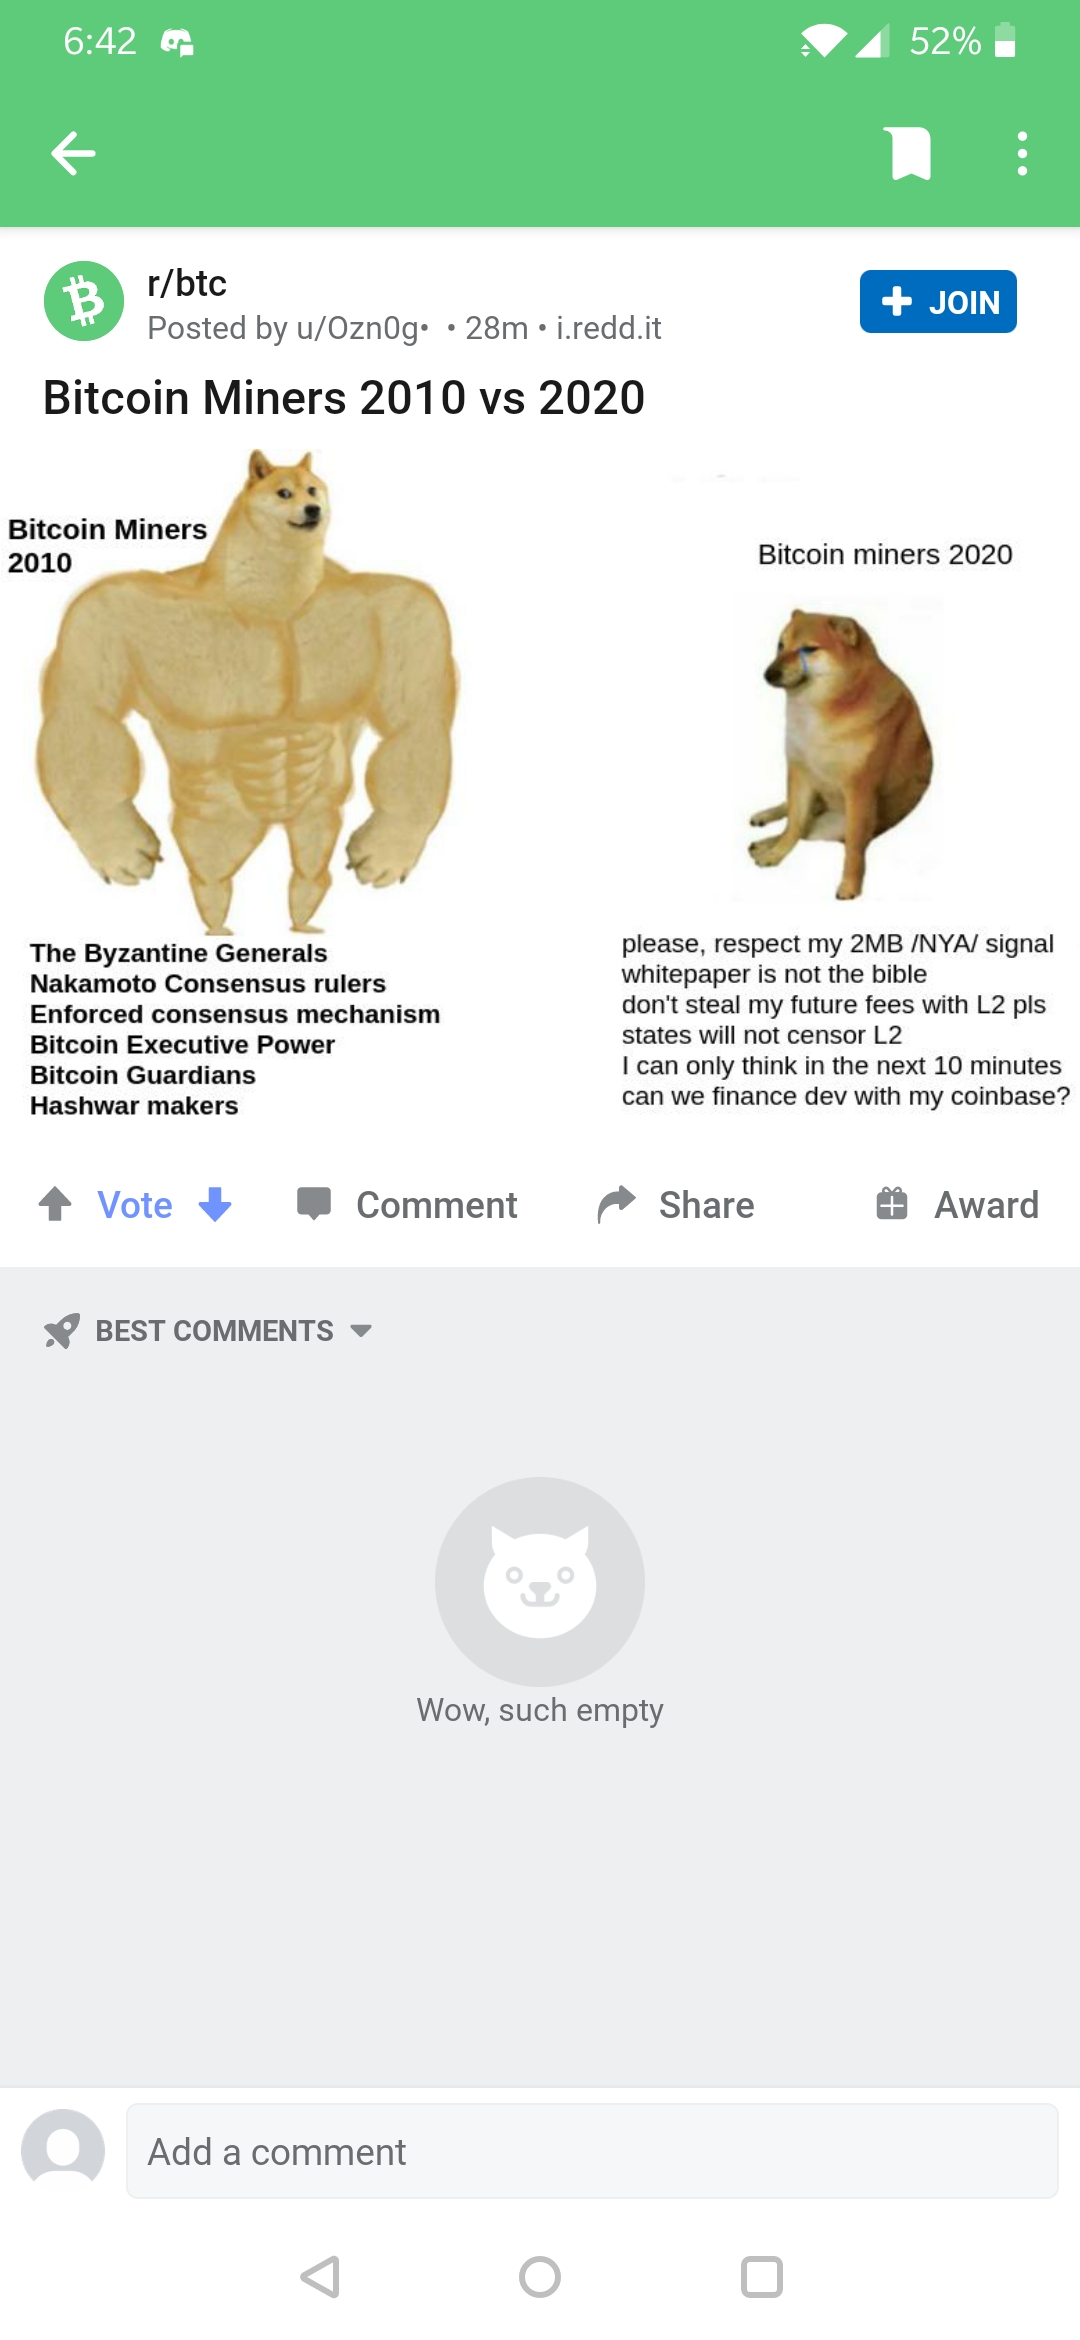 6:42
52%
r/btc
JOIN
Posted by u/Ozn0g• • 28m • i.redd.it
Bitcoin Miners 2010 vs 2020
Bitcoin Miners
2010
The Byzantine Generals
Nakamoto Consensus rulers
Enforced consensus mechanism
Bitcoin Executive Power
Bitcoin Guardians
Hashwar makers
Bitcoin miners 2020
please, respect my 2MB /NYA/ signal
whitepaper is not the bible
don't steal my future fees with L2 pls
states will not censor L2
I can only think in the next 10 minutes
can we finance dev with my coinbase?
Vote
Comment
Share
Award
BEST COMMENTS
Wow, such empty
Add a comment